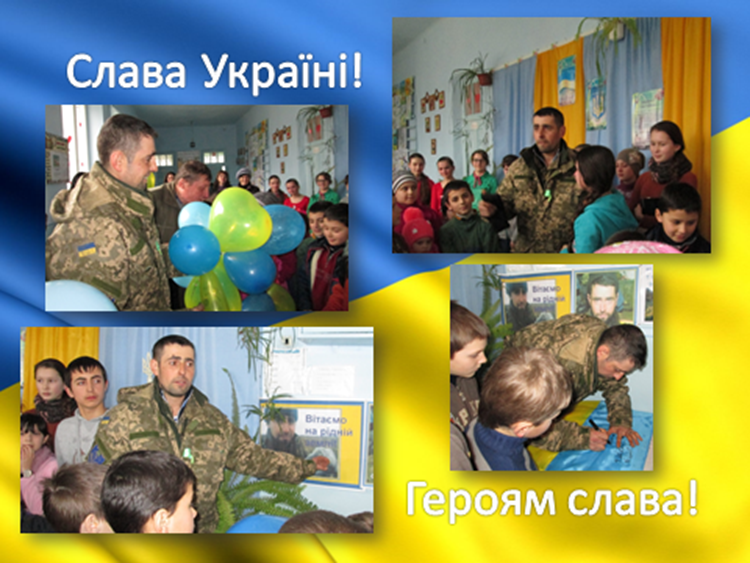 Слава Україні!
Вітаємо
на рідній
Вітаємо
на рідній
Героям слава!